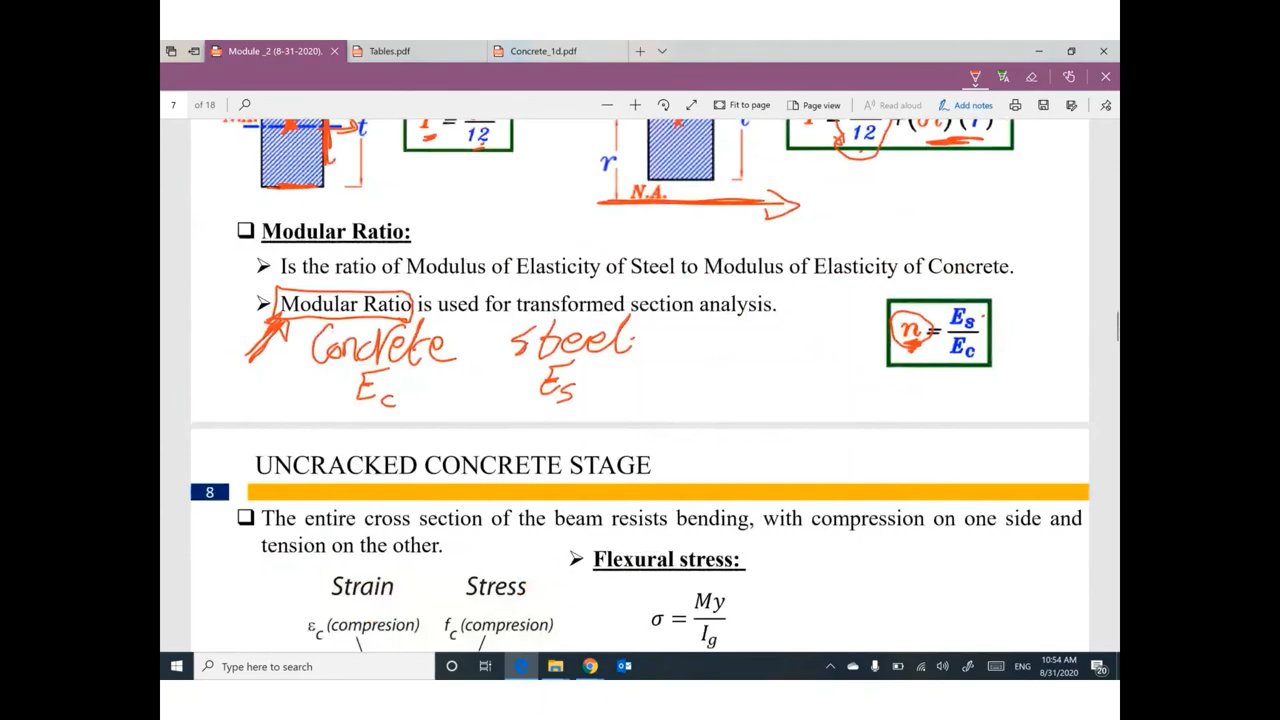 Module _2 (8-31-2020).
Tables.pdf
Concrete_1d.pdf
7 of 18
Fit to page
Page view
Read aloud
Add notes
t
12
12
r
N.A.
Modular Ratio:
Is the ratio of Modulus of Elasticity of Steel to Modulus of Elasticity of Concrete.
Modular Ratio is used for transformed section analysis.
n = Es/Ec
Concrete Steel
Ec Es
UNCRACKED CONCRETE STAGE
8
The entire cross section of the beam resists bending, with compression on one side and
tension on the other.
Flexural stress:
Strain Stress
εc (compresion) fc (compresion)
σ = My/Ig
Type here to search
ENG
10:54 AM
8/31/2020
20